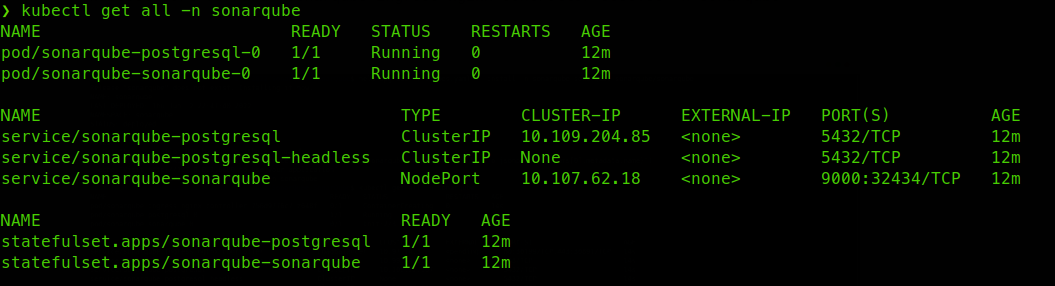 ❯ kubectl get all -n sonarqube
NAME READY STATUS RESTARTS AGE
pod/sonarqube-postgresql-0 1/1 Running 0 12m
pod/sonarqube-sonarqube-0 1/1 Running 0 12m
NAME TYPE CLUSTER-IP EXTERNAL-IP PORT(S) AGE
service/sonarqube-postgresql ClusterIP 10.109.204.85 <none> 5432/TCP 12m
service/sonarqube-postgresql-headless ClusterIP None <none> 5432/TCP 12m
service/sonarqube-sonarqube NodePort 10.107.62.18 <none> 9000:32434/TCP 12m
NAME READY AGE
statefulset.apps/sonarqube-postgresql 1/1 12m
statefulset.apps/sonarqube-sonarqube 1/1 12m